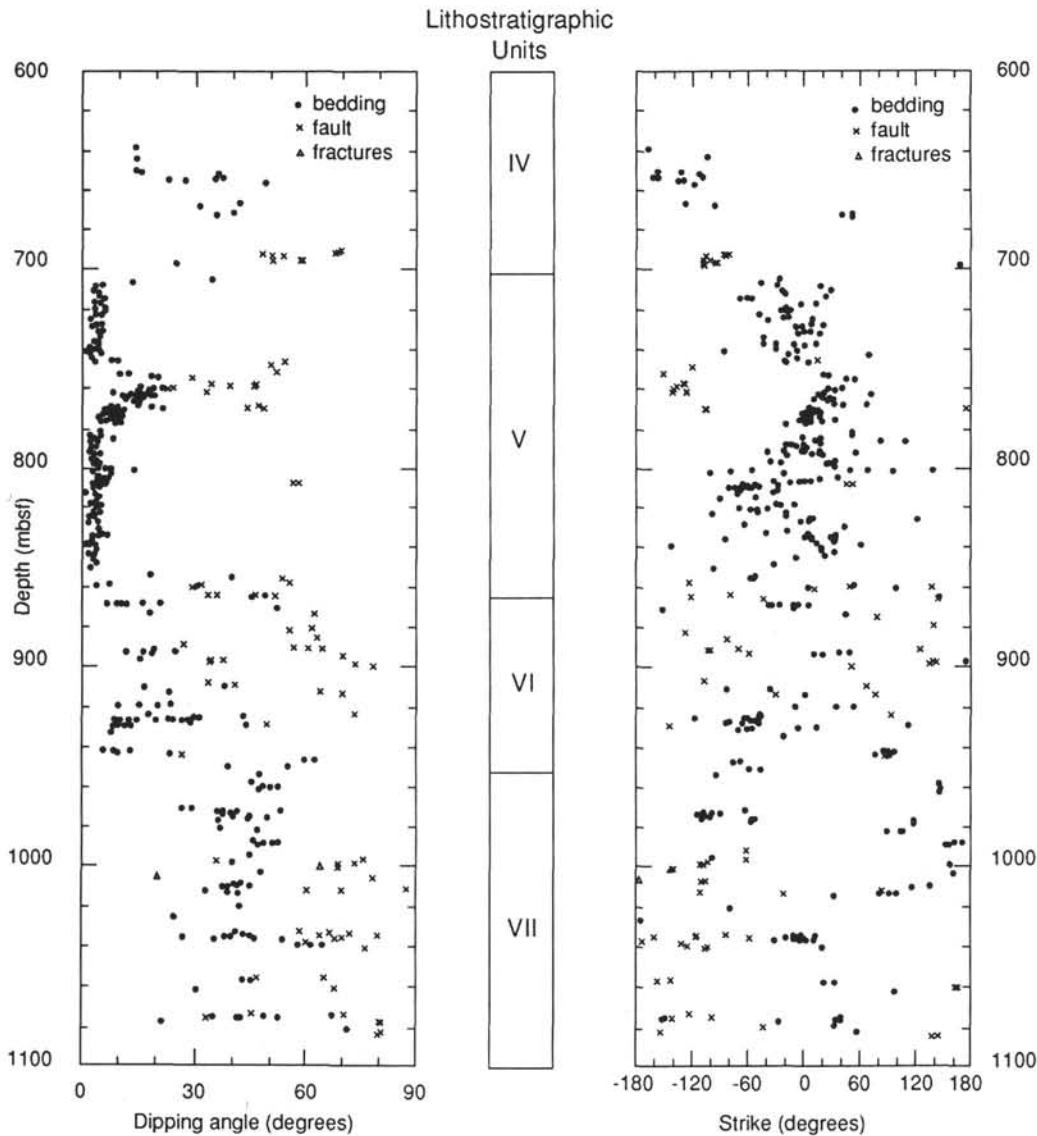 Lithostratigraphic
Units
600
700
800
900
1000
1100
Depth (mbsf)
bedding
fault
fractures
0
30
60
90
Dipping angle (degrees)
IV
V
VI
VII
bedding
fault
fractures
600
700
800
900
1000
1100
-180
-120
-60
0
60
120
180
Strike (degrees)